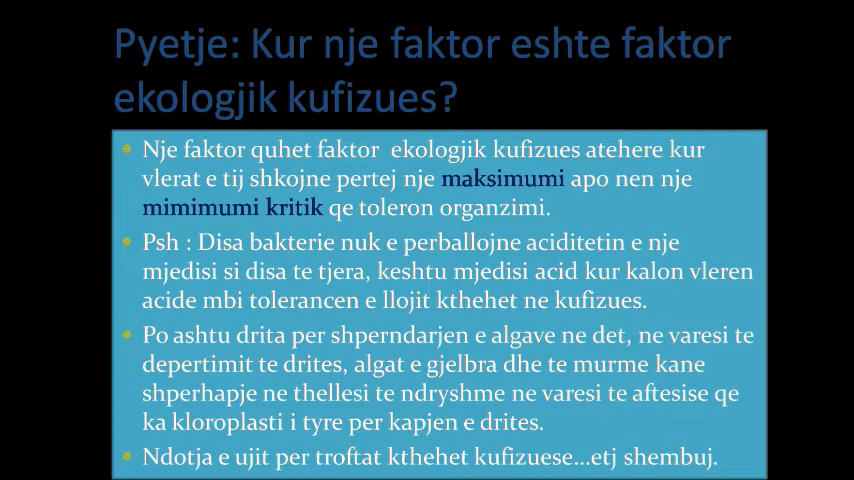 Pyetje: Kur nje faktor eshte faktor
ekologjik kufizues?
Nje faktor quhet faktor ekologjik kufizues atehere kur
vlerat e tij shkojne pertej nje maksimumi apo nen nje
mimimumi kritik qe toleron organzimi.
Psh : Disa bakterie nuk e perballojne aciditetin e nje
mjedisi si disa te tjera, keshtu mjedisi acid kur kalon vleren
acide mbi tolerancen e llojit kthehet ne kufizues.
Po ashtu drita per shperndarjen e algave ne det, ne varesi te
depertimit te drites, algat e gjelbra dhe te murme kane
shperhapje ne thellesi te ndryshme ne varesi te aftesise qe
ka kloroplasti i tyre per kapjen e drites.
Ndotja e ujit per troftat kthehet kufizuese...etj shembuj.